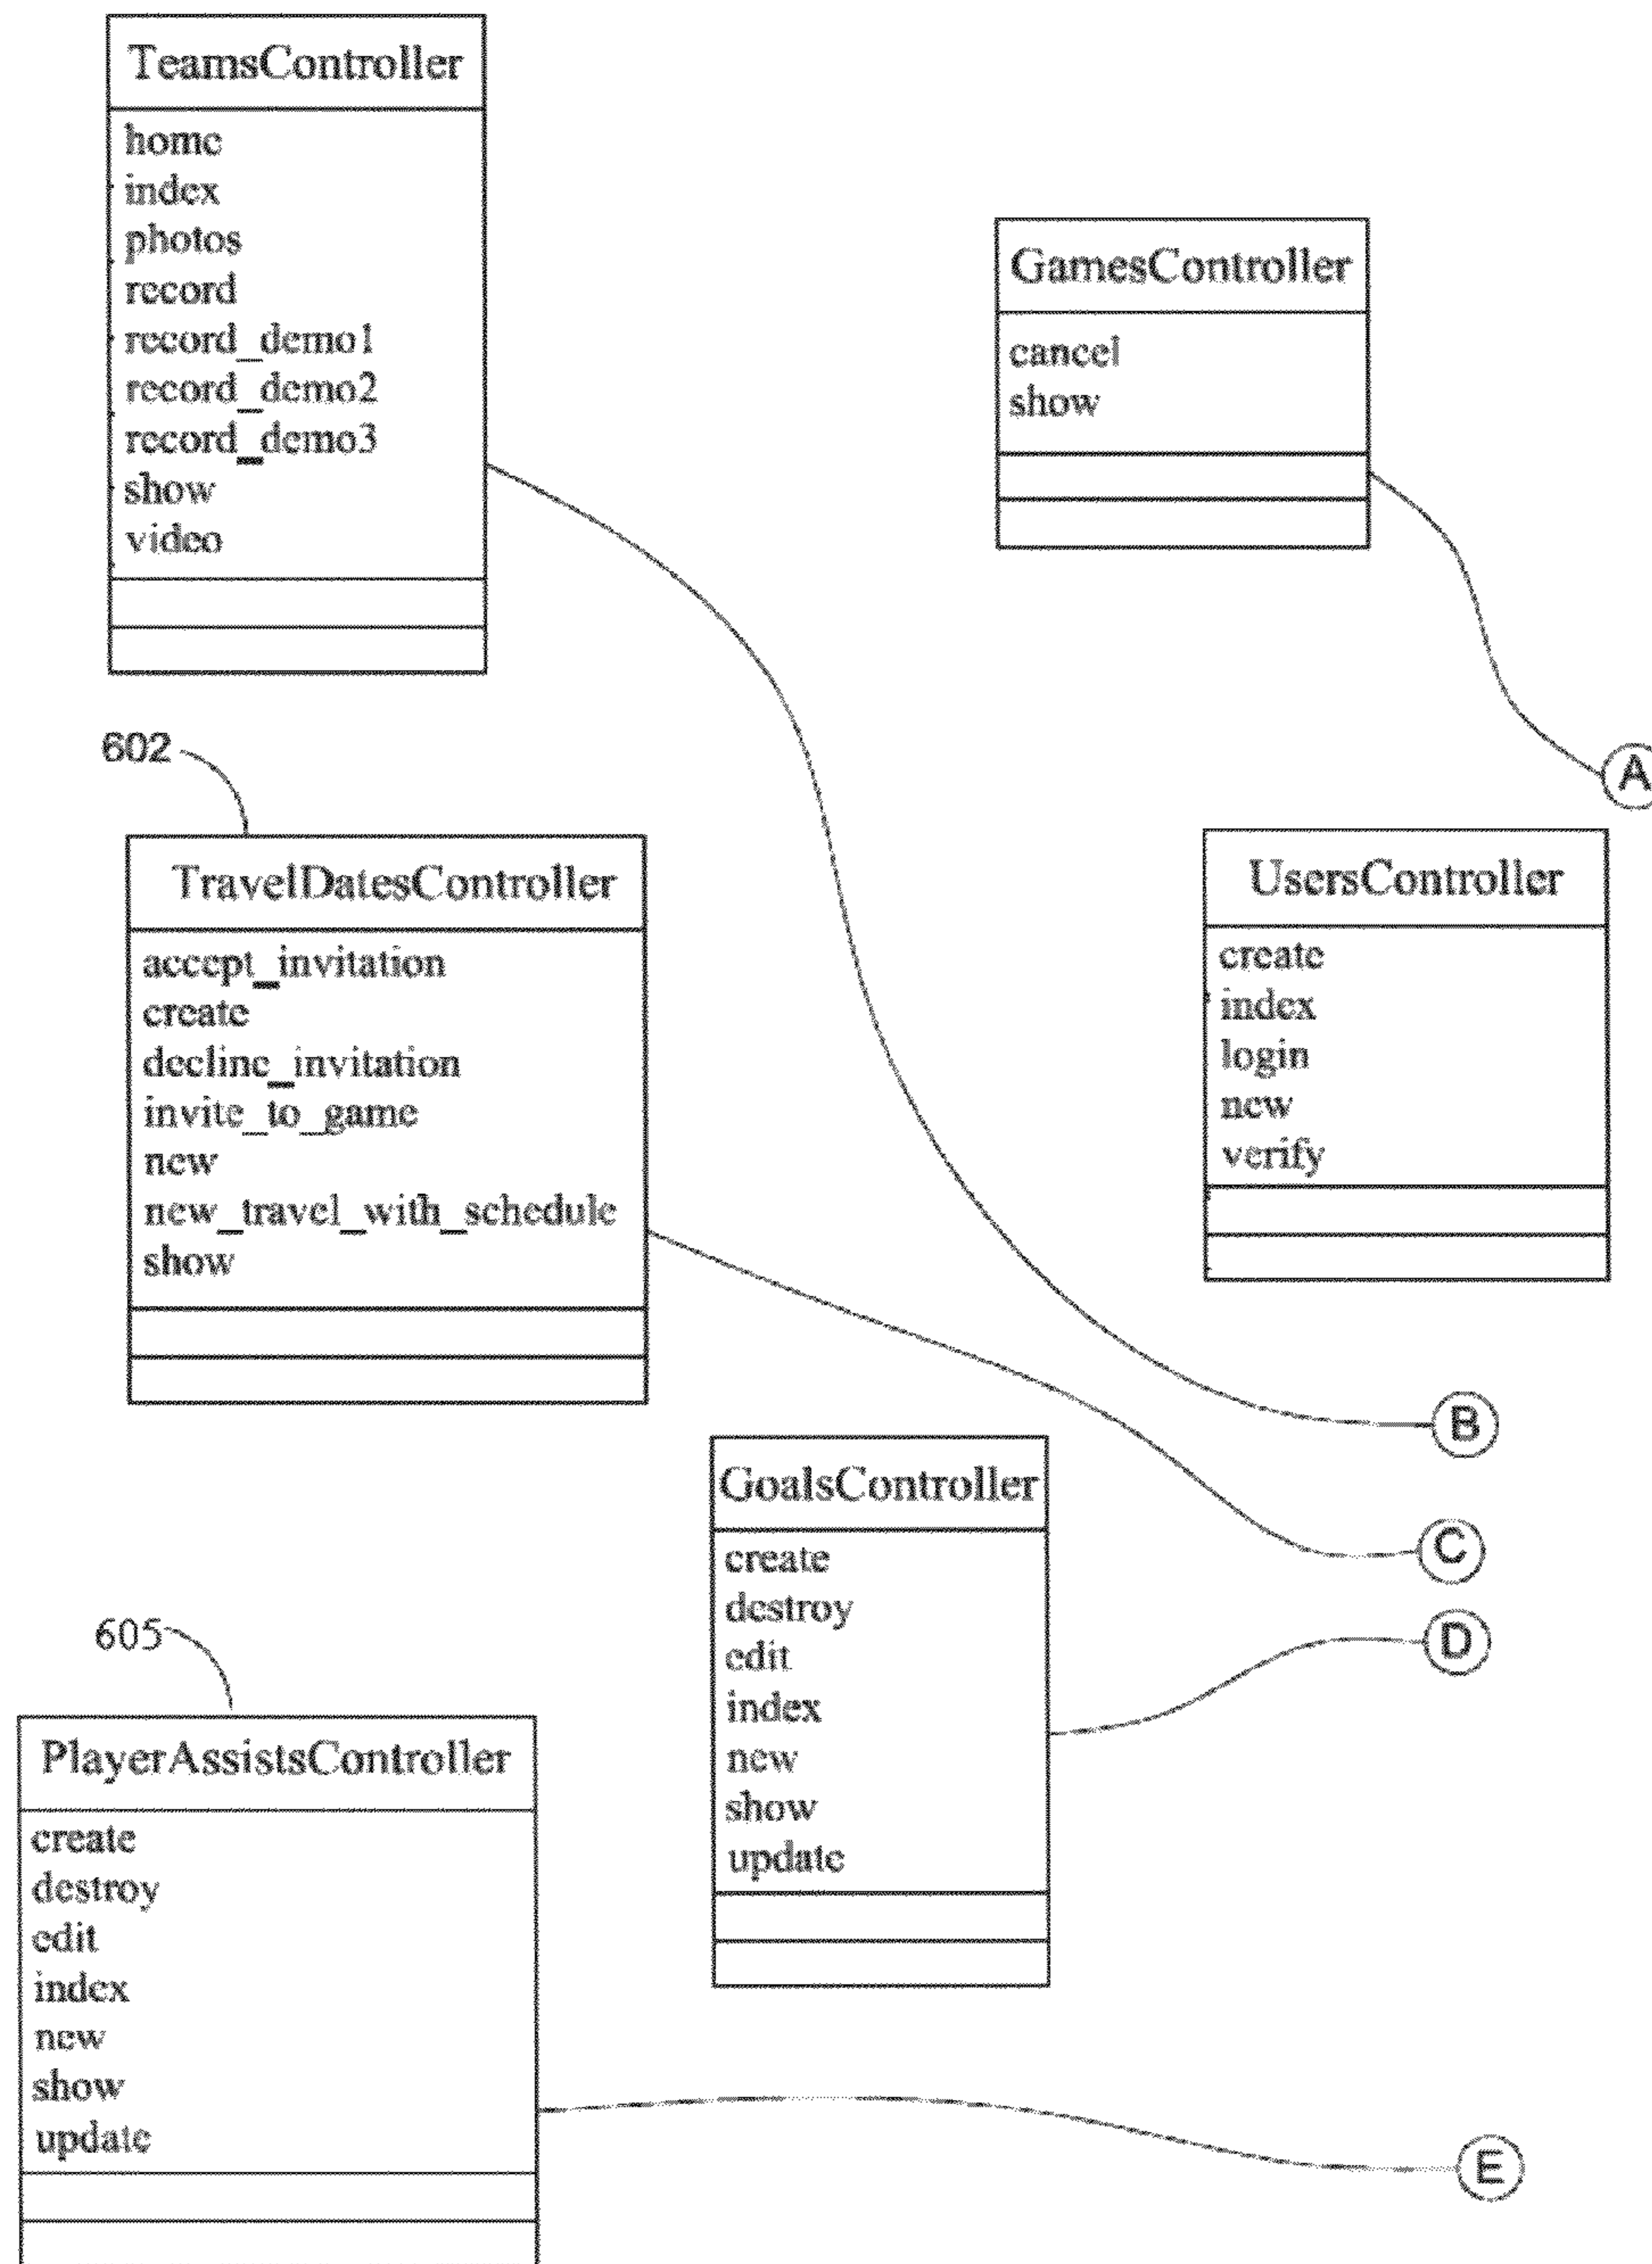 TeamsController
home
index
photos
record
record_demo1
record_demo2
record_demo3
show
video
GamesController
cancel
show
A
602
TravelDatesController
accept_invitation
create
decline_invitation
invite_to_game
new
new_travel_with_schedule
show
UsersController
create
index
login
new
verify
B
C
D
GoalsController
create
destroy
edit
index
new
show
update
605
PlayerAssistsController
create
destroy
edit
index
new
show
update
E